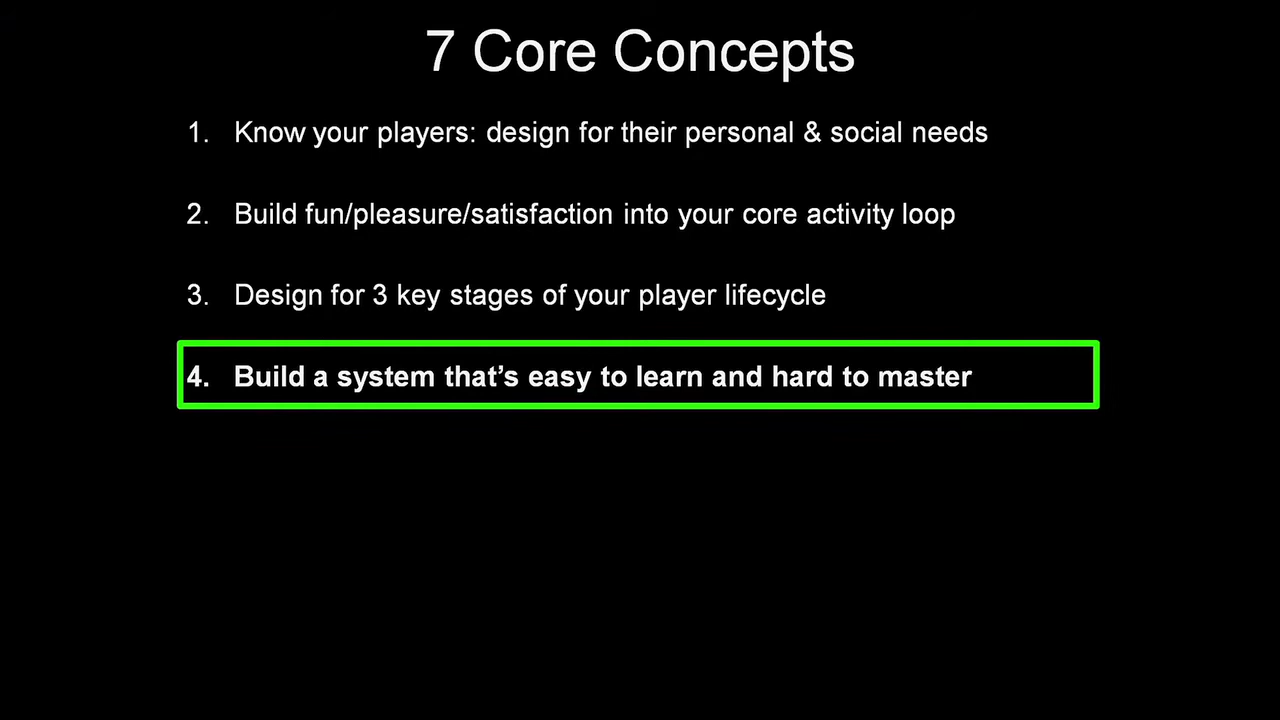 7 Core Concepts
1. Know your players: design for their personal & social needs
2. Build fun/pleasure/satisfaction into your core activity loop
3. Design for 3 key stages of your player lifecycle
4. Build a system that’s easy to learn and hard to master